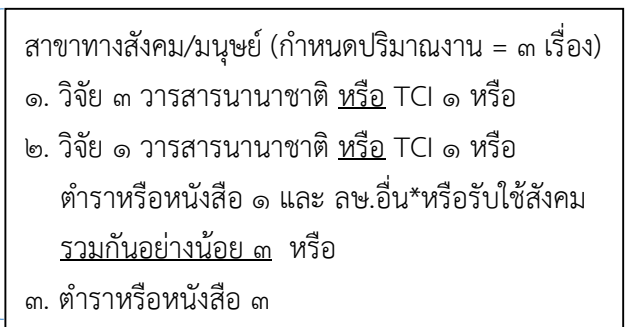 สาขาทางสังคม/มนุษย์ (กำหนดปริมาณงาน = ๓ เรื่อง)
๑. วิจัย ๓ วารสารนานาชาติ หรือ TCI ๑ หรือ
๒. วิจัย ๑ วารสารนานาชาติ หรือ TCI ๑ หรือ
ตำราหรือหนังสือ ๑ และ ลษ.อื่น*หรือรับใช้สังคม
รวมกันอย่างน้อย ๓ หรือ
๓. ตำราหรือหนังสือ ๓